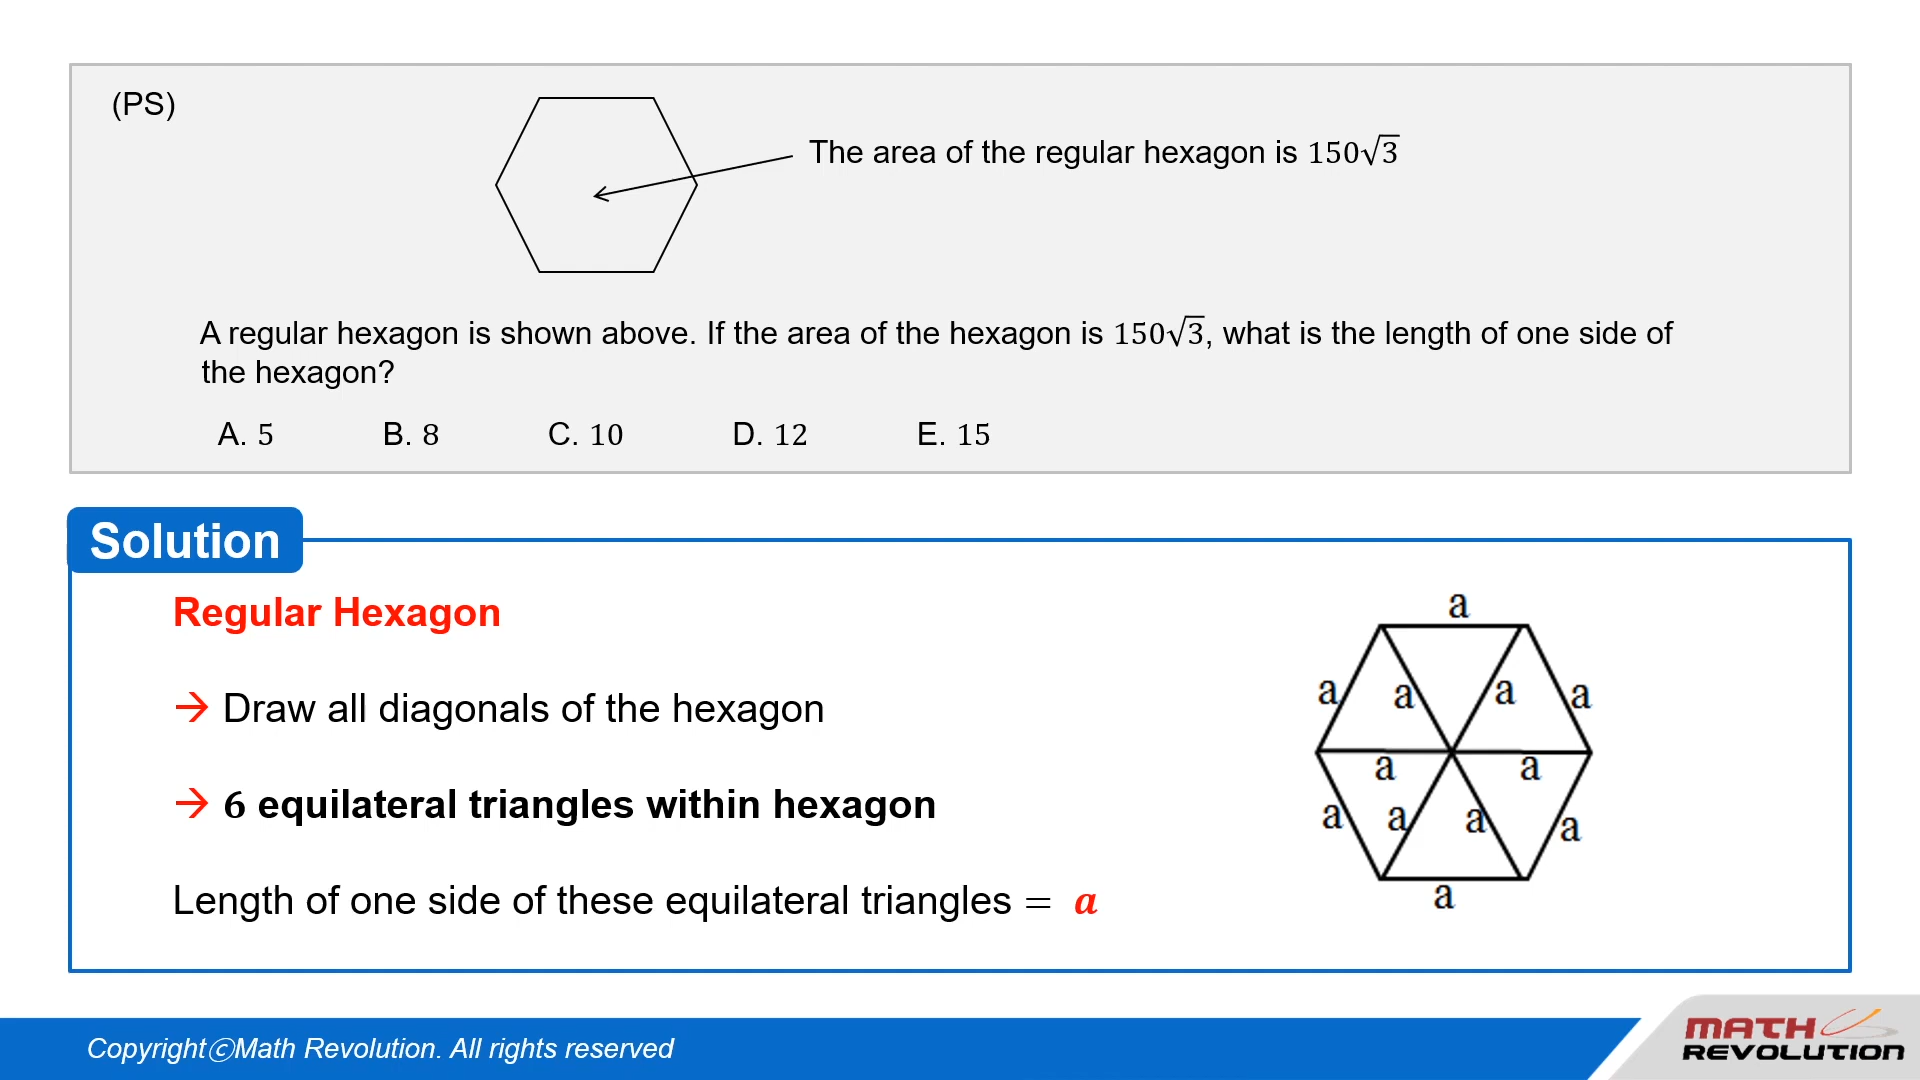 (PS)
The area of the regular hexagon is 150√3
A regular hexagon is shown above. If the area of the hexagon is 150√3, what is the length of one side of
the hexagon?
A. 5 B. 8 C. 10 D. 12 E. 15
Solution
Regular Hexagon
→ Draw all diagonals of the hexagon
→ 6 equilateral triangles within hexagon
Length of one side of these equilateral triangles = a
a
a a a a
a a
a a a a
a
Copyrightⓒ​Math Revolution. All rights reserved
MATH
REVOLUTION